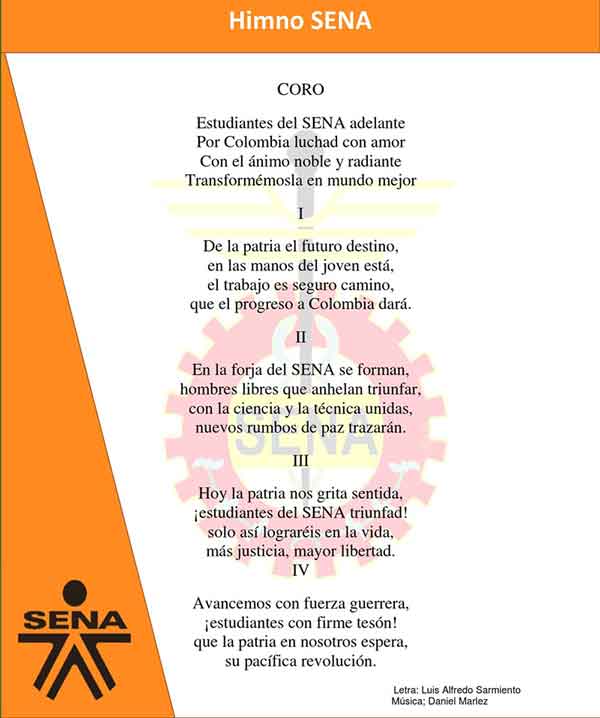 Himno SENA
CORO
Estudiantes del SENA adelante
Por Colombia luchad con amor
Con el ánimo noble y radiante
Transformémosla en mundo mejor
I
De la patria el futuro destino,
en las manos del joven está,
el trabajo es seguro camino,
que el progreso a Colombia dará.
II
En la forja del SENA se forman,
hombres libres que anhelan triunfar,
con la ciencia y la técnica unidas,
nuevos rumbos de paz trazarán.
SENA
III
Hoy la patria nos grita sentida,
¡estudiantes del SENA triunfad!
solo así lograréis en la vida,
más justicia, mayor libertad.
IV
Avancemos con fuerza guerrera,
¡estudiantes con firme tesón!
que la patria en nosotros espera,
su pacífica revolución.
SENA
Letra: Luis Alfredo Sarmiento
Música; Daniel Marlez